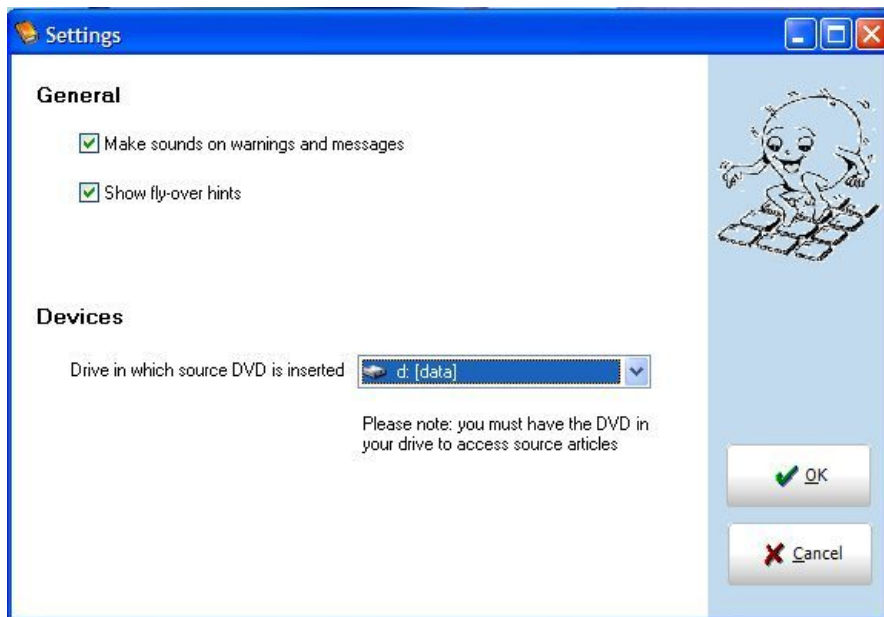 Settings
General
Make sounds on warnings and messages
Show fly-over hints
Devices
Drive in which source DVD is inserted
d: [data]
Please note: you must have the DVD in
your drive to access source articles
OK
Cancel